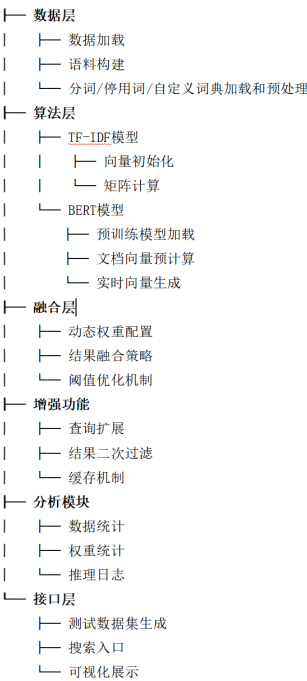 ├── 数据层
│   ├── 数据加载
│   ├── 语料构建
│   └── 分词/停用词/自定义词典加载和预处理
├── 算法层
│   ├── TF-IDF模型
│   │   ├── 向量初始化
│   │   └── 矩阵计算
│   └── BERT模型
│       ├── 预训练模型加载
│       ├── 文档向量预计算
│       └── 实时向量生成
├── 融合层
│   ├── 动态权重配置
│   ├── 结果融合策略
│   └── 阈值优化机制
├── 增强功能
│   ├── 查询扩展
│   ├── 结果二次过滤
│   └── 缓存机制
├── 分析模块
│   ├── 数据统计
│   ├── 权重统计
│   └── 推理日志
└── 接口层
    ├── 测试数据集生成
    ├── 搜索入口
    └── 可视化展示